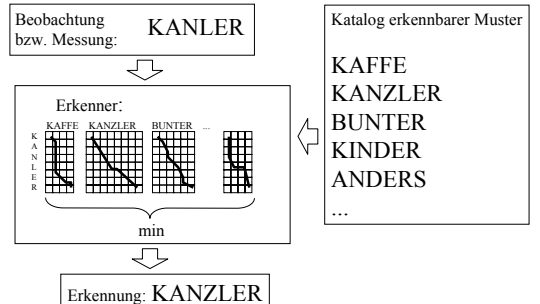 Beobachtung
bzw. Messung: KANLER
Katalog erkennbarer Muster
KAFFE
KANZLER
BUNTER
KINDER
ANDERS
...
Erkenner:
KAFFE KANZLER BUNTER ...
K
A
N
L
E
R
min
Erkennung: KANZLER